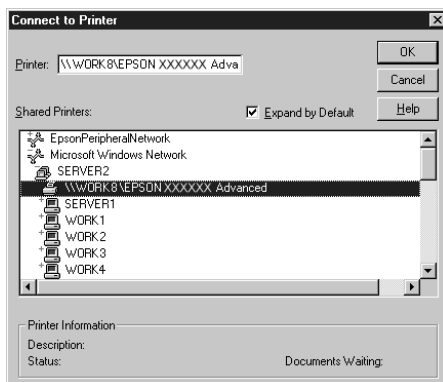 Connect to Printer
Printer: \\WORK8\EPSON XXXXXX Adva
OK
Cancel
Help
Shared Printers:
Expand by Default
EpsonPeripheralNetwork
Microsoft Windows Network
SERVER2
\\WORK8\EPSON XXXXXX Advanced
SERVER1
WORK1
WORK2
WORK3
WORK4
Printer Information
Description:
Status: Documents Waiting: